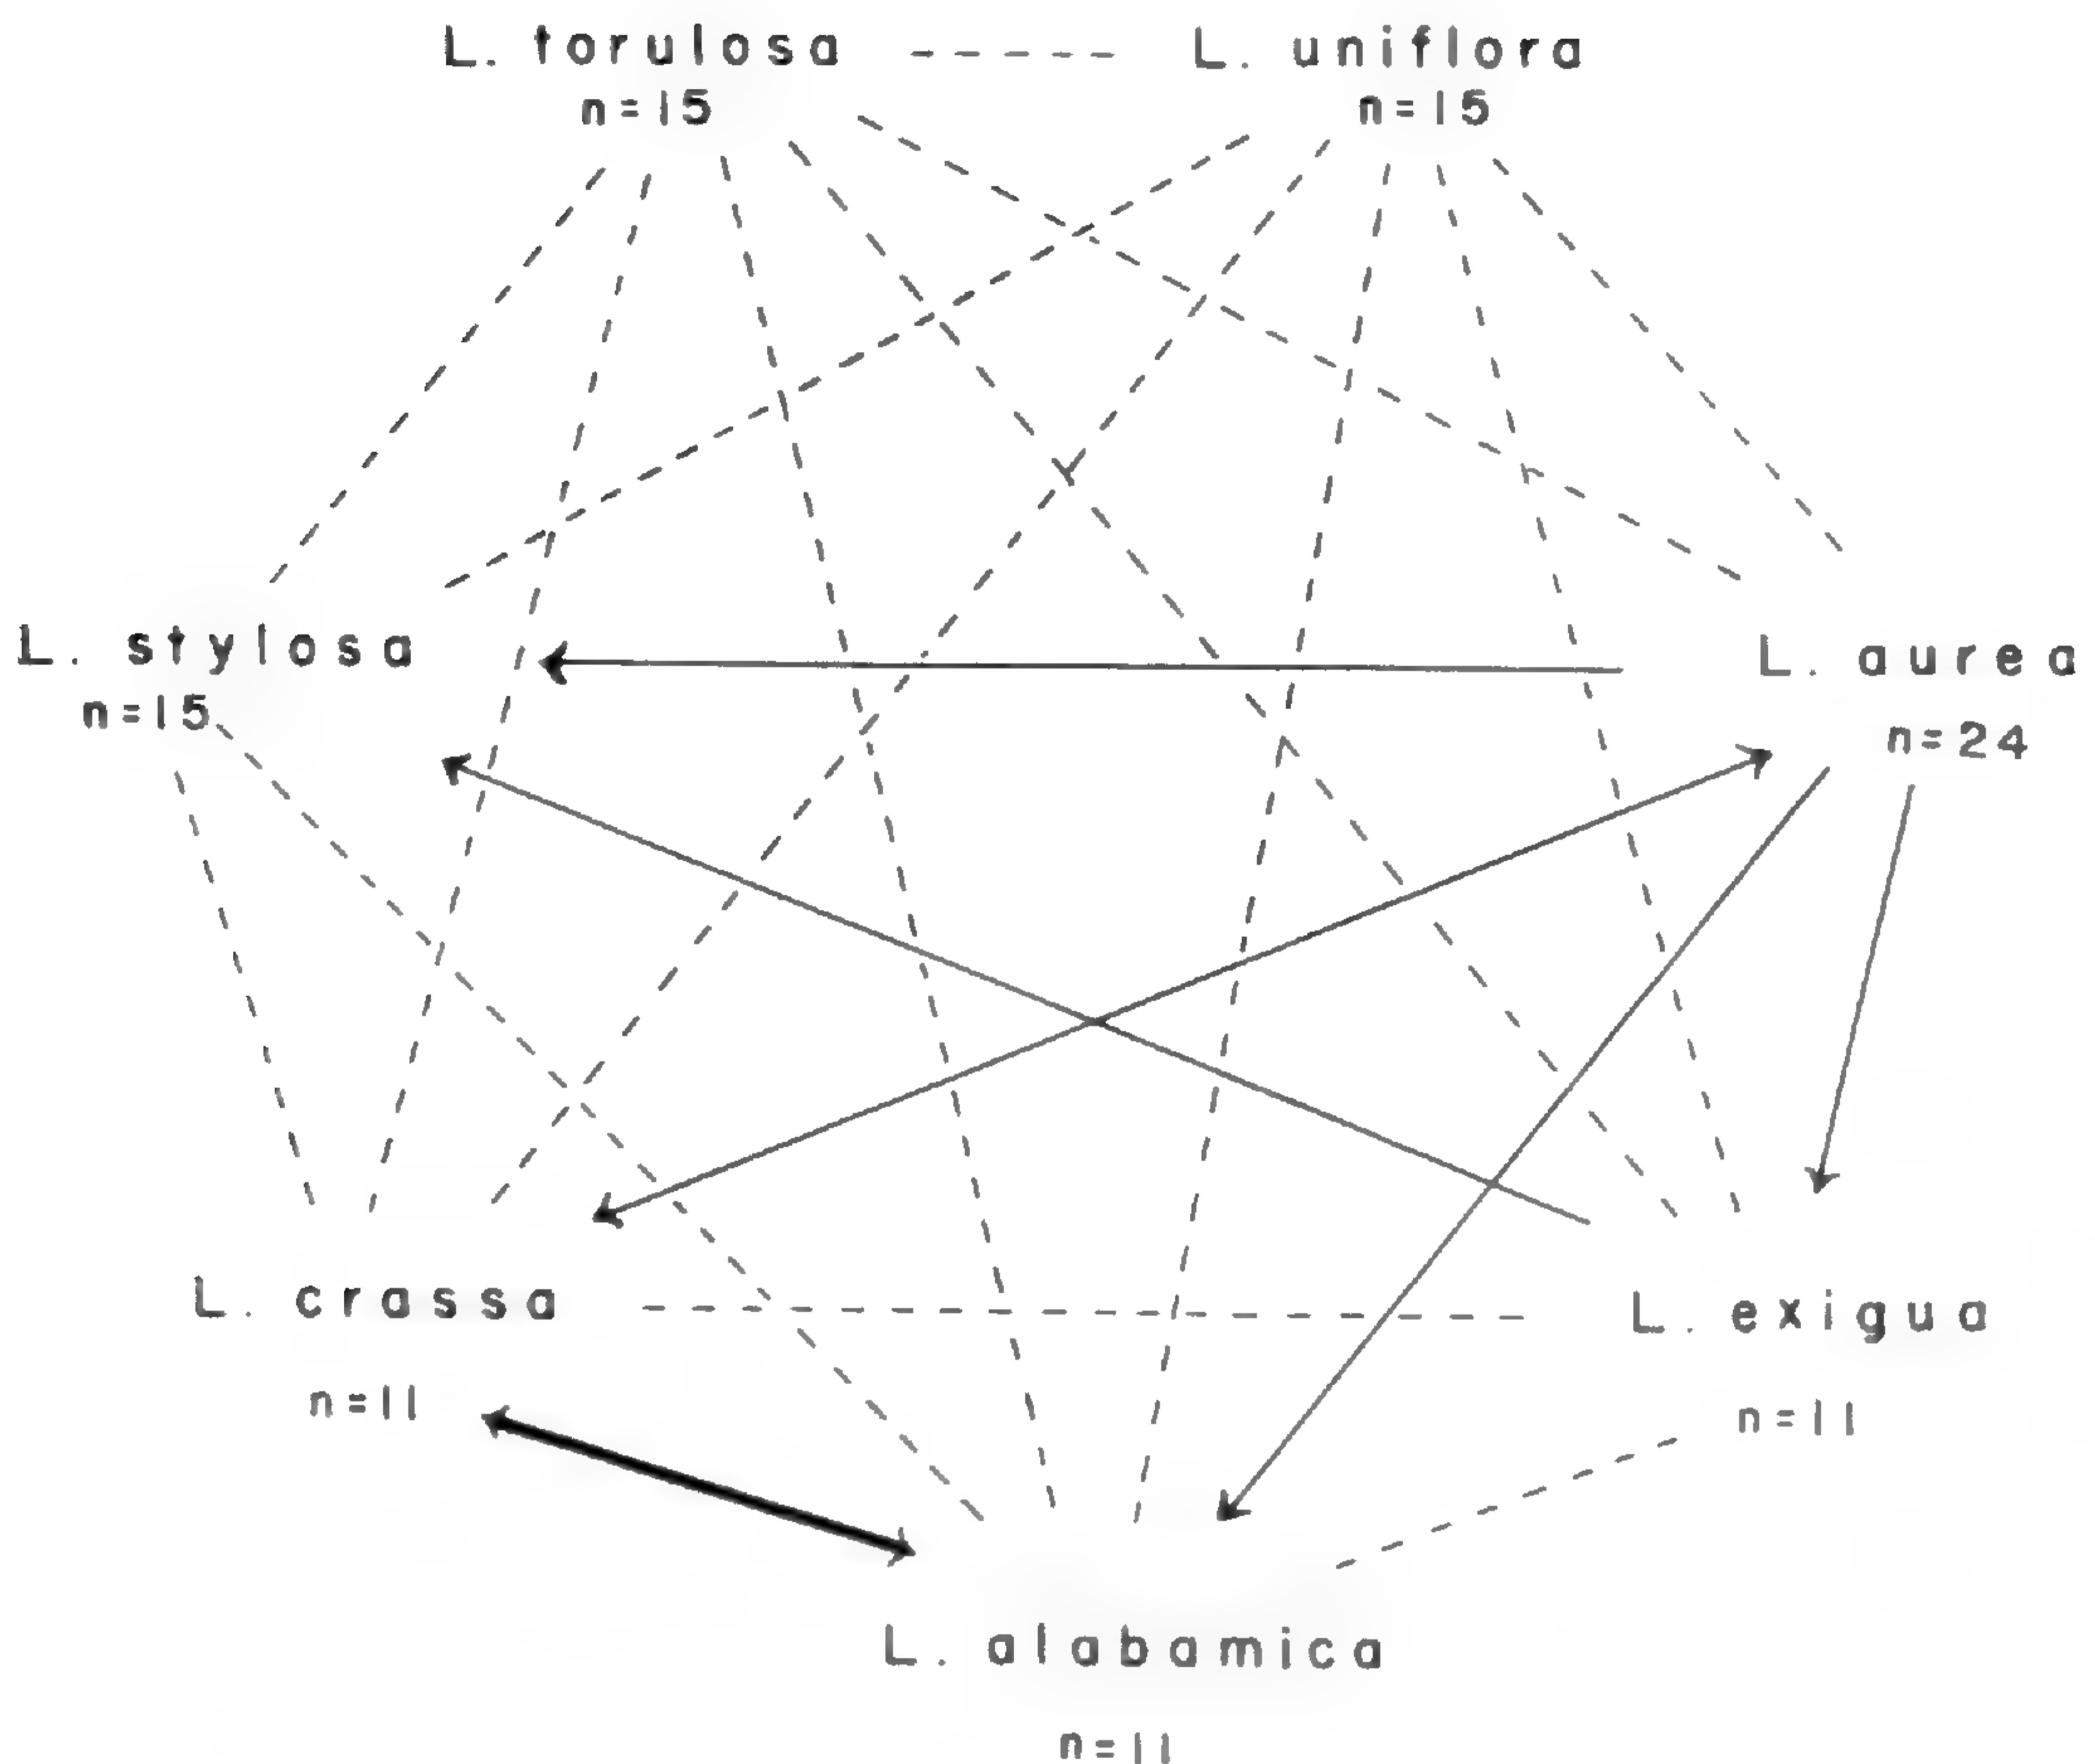 L. torulosa L. uniflora
n=15 n=15
L. stylosa L. aurea
n=15 n=24
L. crassa L. exigua
n=11 n=11
L. alabamica
n=11